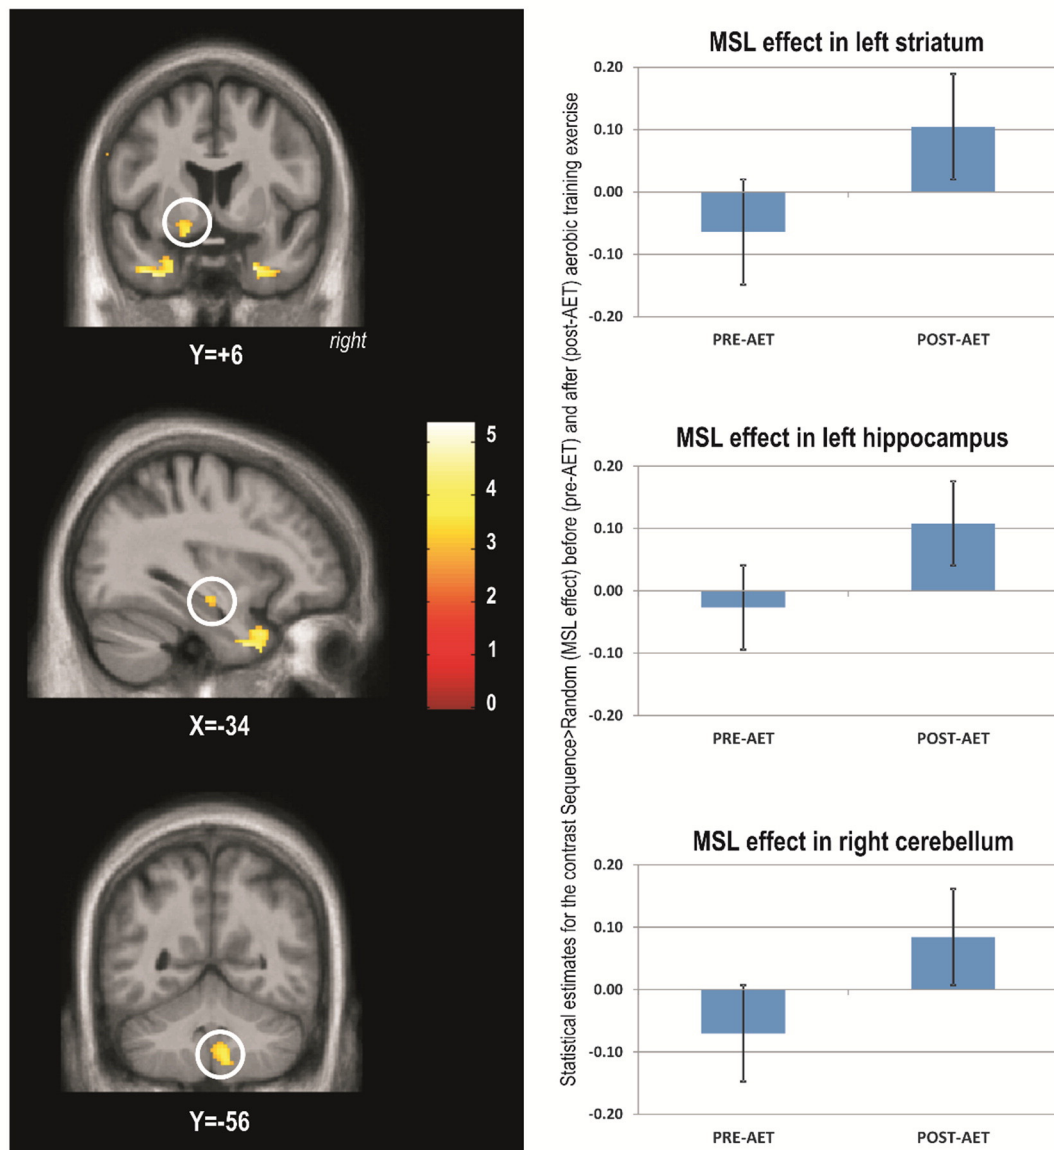 right
Y=+6
5
4
3
2
1
0
X=-34
Y=-56
Statistical estimates for the contrast Sequence>Random (MSL effect) before (pre-AET) and after (post-AET) aerobic training exercise
MSL effect in left striatum
0.20
0.10
0.00
-0.10
-0.20
PRE-AET POST-AET
MSL effect in left hippocampus
0.20
0.10
0.00
-0.10
-0.20
PRE-AET POST-AET
MSL effect in right cerebellum
0.20
0.10
0.00
-0.10
-0.20
PRE-AET POST-AET